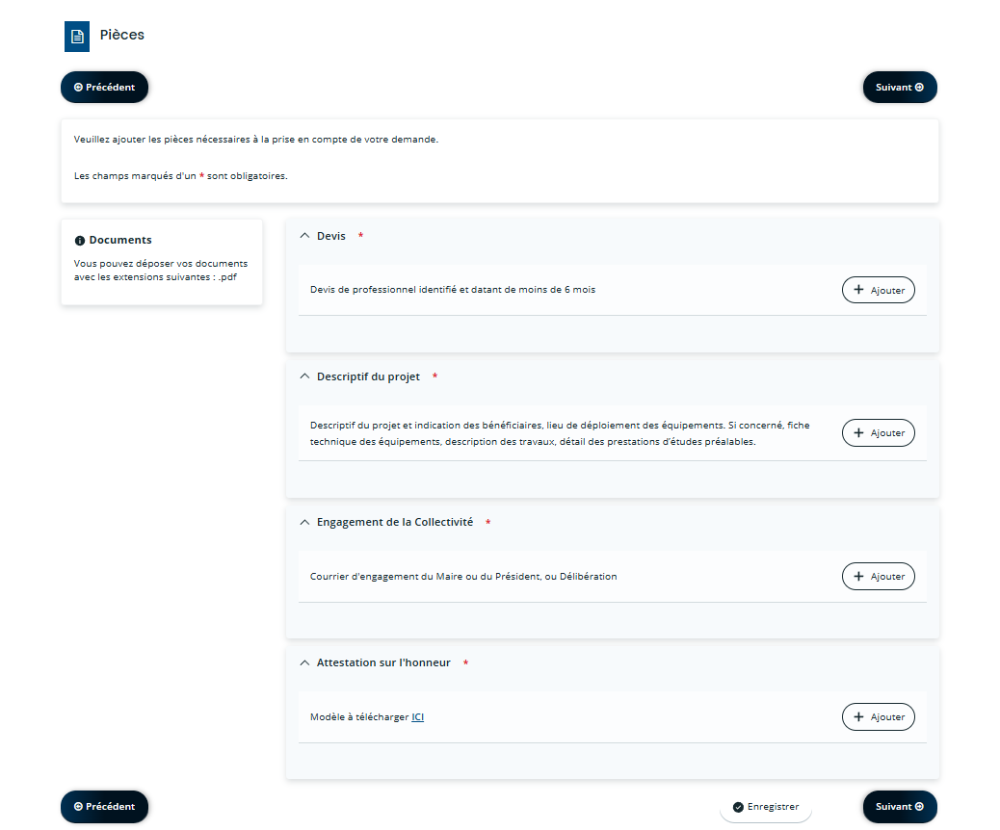 Pièces
Précédent
Suivant
Veuillez ajouter les pièces nécessaires à la prise en compte de votre demande.
Les champs marqués d'un * sont obligatoires.
Documents
Vous pouvez déposer vos documents
avec les extensions suivantes : .pdf
Devis *
Devis de professionnel identifié et datant de moins de 6 mois
Ajouter
Descriptif du projet *
Descriptif du projet et indication des bénéficiaires, lieu de déploiement des équipements. Si concerné, fiche
technique des équipements, description des travaux, détail des prestations d'études préalables.
Ajouter
Engagement de la Collectivité *
Courrier d'engagement du Maire ou du Président, ou Délibération
Ajouter
Attestation sur l'honneur *
Modèle à télécharger ICI
Ajouter
Précédent
Enregistrer
Suivant